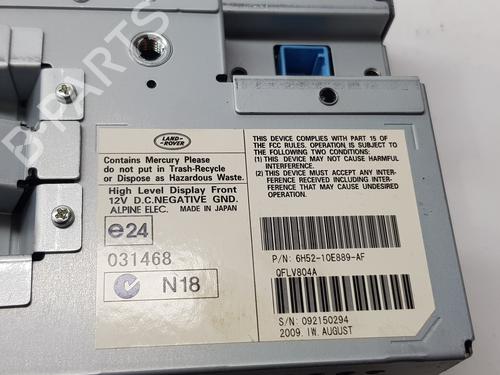 B-PARTS
LAND-
ROVER
Contains Mercury Please
do not put in Trash-Recycle
or Dispose as Hazardous Waste.
High Level Display Front
12V D.C.NEGATIVE GND.
ALPINE ELEC. MADE IN JAPAN
e24
031468
N18
THIS DEVICE COMPLIES WITH PART 15 OF
THE FCC RULES. OPERATION IS SUBJECT TO
THE FOLLOWING TWO CONDITIONS:
(1) THIS DEVICE MAY NOT CAUSE HARMFUL
INTERFERENCE.
(2) THIS DEVICE MUST ACCEPT ANY INTER-
FERENCE RECEIVED INCLUDING INTER-
FERENCE THAT MAY CAUSE UNDESIRED
OPERATION.
P/N: 6H52-10E889-AF
QFLV804A
S/N: 092150294
2009. IW. AUGUST